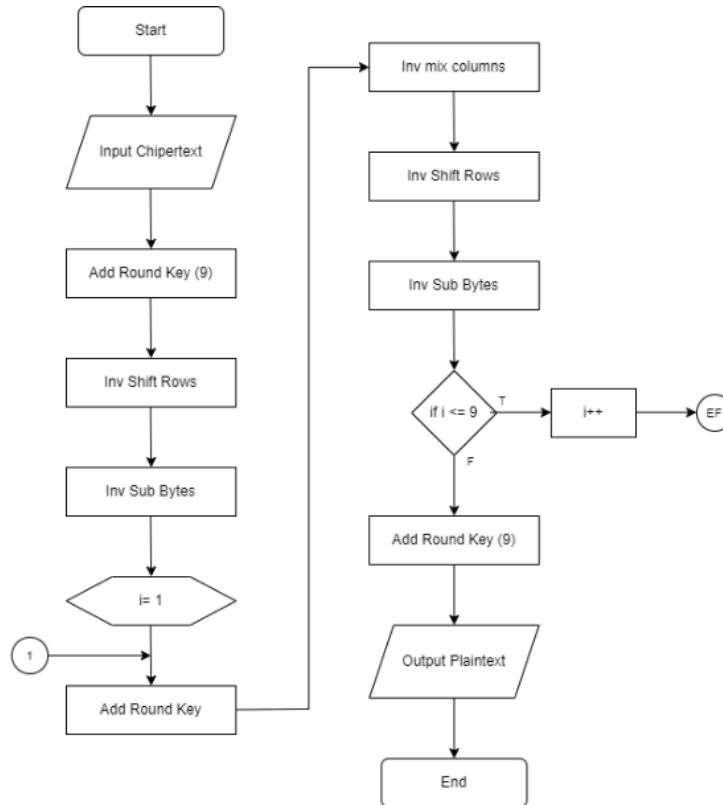 Start
Input Chipertext
Add Round Key (9)
Inv Shift Rows
Inv Sub Bytes
i= 1
1
Add Round Key
Inv mix columns
Inv Shift Rows
Inv Sub Bytes
if i <= 9
T
i++
EF
F
Add Round Key (9)
Output Plaintext
End